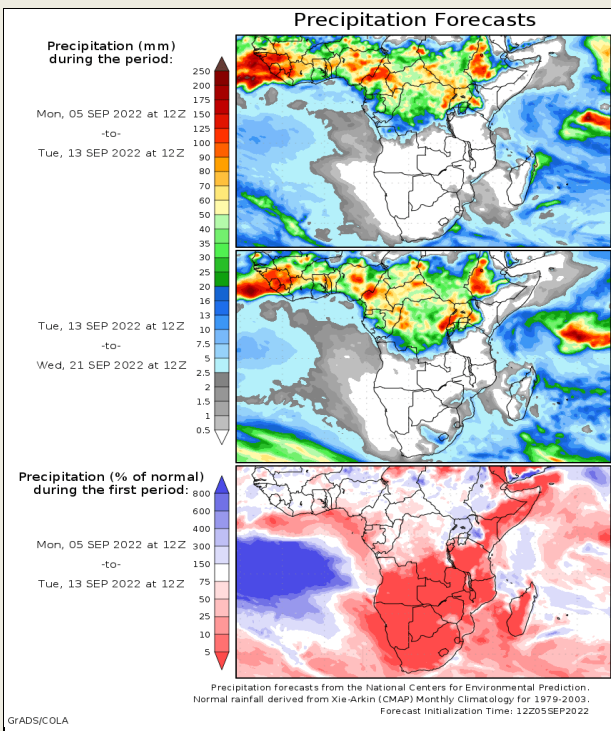 Precipitation Forecasts
Precipitation (mm)
during the period:
Mon, 05 SEP 2022 at 12Z
-to-
Tue, 13 SEP 2022 at 12Z
250
200
175
150
125
100
90
80
70
60
50
40
35
30
25
20
16
13
10
7.5
5
2.5
2
1.5
1
0.5
Tue, 13 SEP 2022 at 12Z
-to-
Wed, 21 SEP 2022 at 12Z
Precipitation (% of normal)
during the first period:
Mon, 05 SEP 2022 at 12Z
-to-
Tue, 13 SEP 2022 at 12Z
800
600
400
300
150
75
50
25
10
5
Precipitation forecasts from the National Centers for Environmental Prediction.
Normal rainfall derived from Xie-Arkin (CMAP) Monthly Climatology for 1979-2003.
Forecast Initialization Time: 12Z05SEP2022
GrADS/COLA